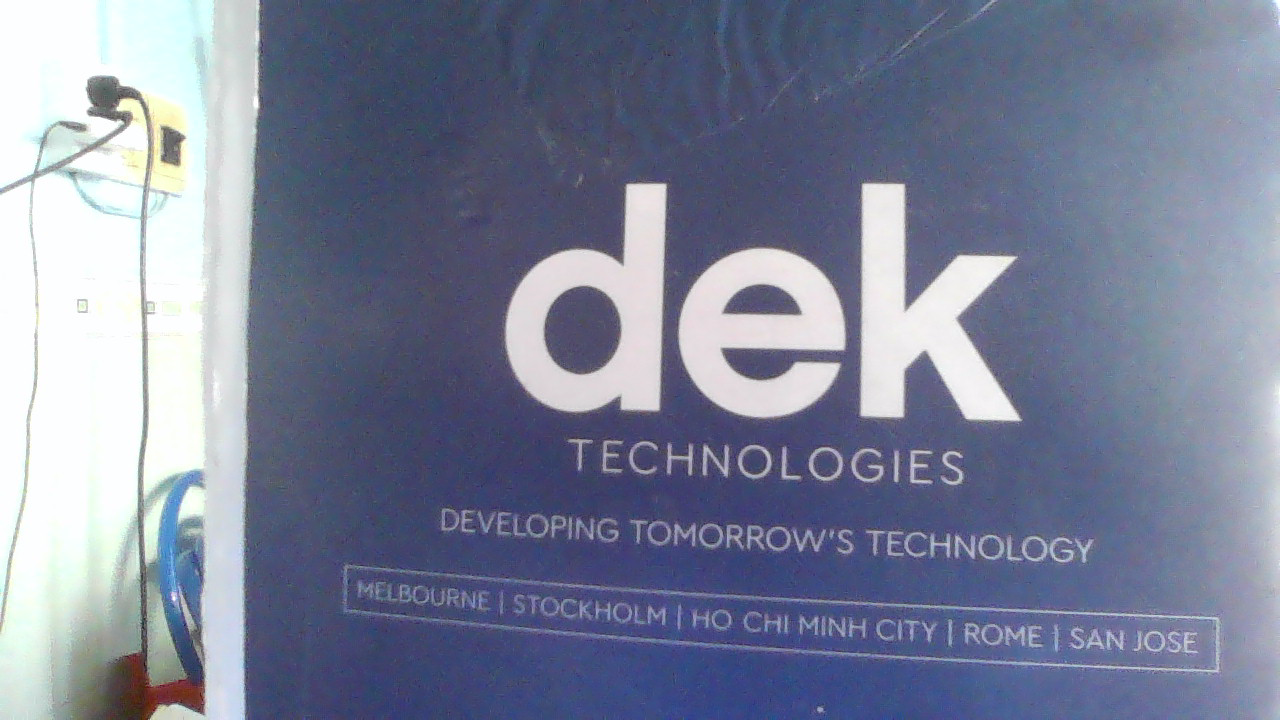 dek
TECHNOLOGIES
DEVELOPING TOMORROW'S TECHNOLOGY
MELBOURNE | STOCKHOLM | HO CHI MINH CITY | ROME | SAN JOSE